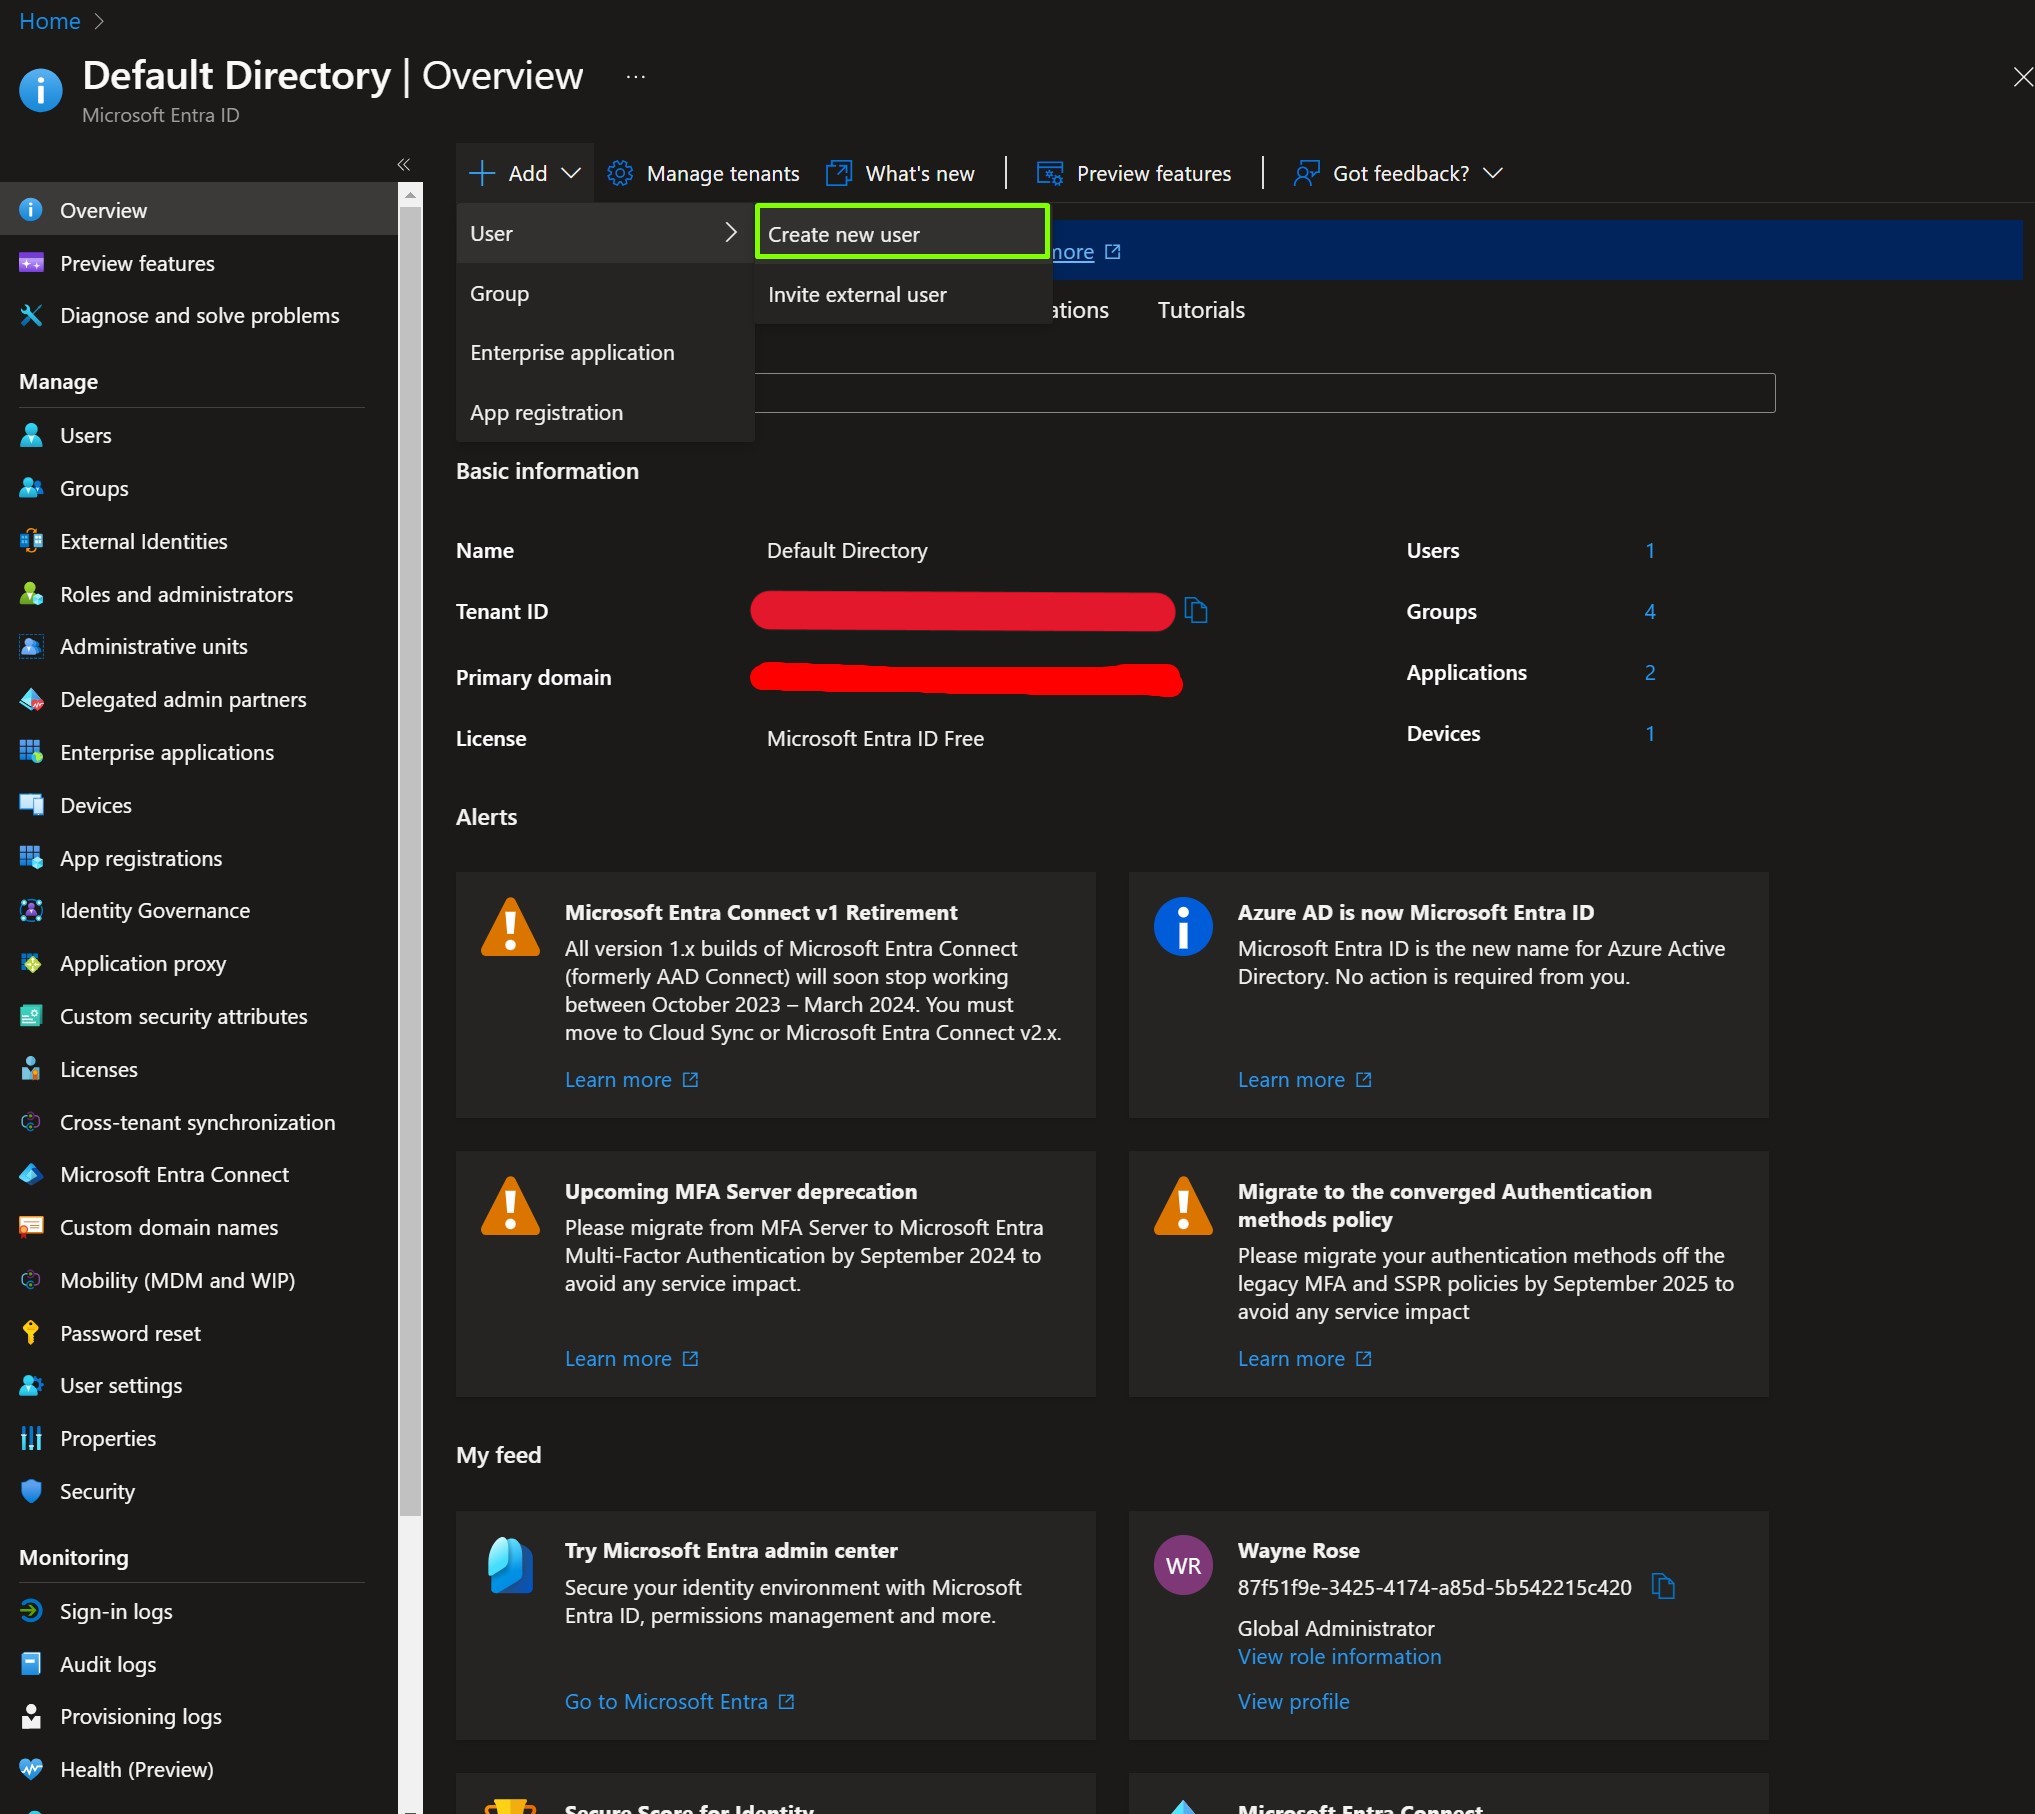 Home
Default Directory | Overview
Microsoft Entra ID
Add
Manage tenants
What's new
Preview features
Got feedback?
User
Create new user
more
Group
Invite external user
ations
Tutorials
Enterprise application
App registration
Overview
Preview features
Diagnose and solve problems
Manage
Users
Groups
External Identities
Roles and administrators
Administrative units
Delegated admin partners
Enterprise applications
Devices
App registrations
Identity Governance
Application proxy
Custom security attributes
Licenses
Cross-tenant synchronization
Microsoft Entra Connect
Custom domain names
Mobility (MDM and WIP)
Password reset
User settings
Properties
Security
Monitoring
Sign-in logs
Audit logs
Provisioning logs
Health (Preview)
Basic information
Name Default Directory
Users 1
Tenant ID
Groups 4
Primary domain
Applications 2
License Microsoft Entra ID Free
Devices 1
Alerts
Microsoft Entra Connect v1 Retirement
All version 1.x builds of Microsoft Entra Connect
(formerly AAD Connect) will soon stop working
between October 2023 – March 2024. You must
move to Cloud Sync or Microsoft Entra Connect v2.x.
Learn more
Azure AD is now Microsoft Entra ID
Microsoft Entra ID is the new name for Azure Active
Directory. No action is required from you.
Learn more
Upcoming MFA Server deprecation
Please migrate from MFA Server to Microsoft Entra
Multi-Factor Authentication by September 2024 to
avoid any service impact.
Learn more
Migrate to the converged Authentication
methods policy
Please migrate your authentication methods off the
legacy MFA and SSPR policies by September 2025 to
avoid any service impact
Learn more
My feed
Try Microsoft Entra admin center
Secure your identity environment with Microsoft
Entra ID, permissions management and more.
Go to Microsoft Entra
WR
Wayne Rose
87f51f9e-3425-4174-a85d-5b542215c420
Global Administrator
View role information
View profile
Secure Score for Identity
Microsoft Entra Connect